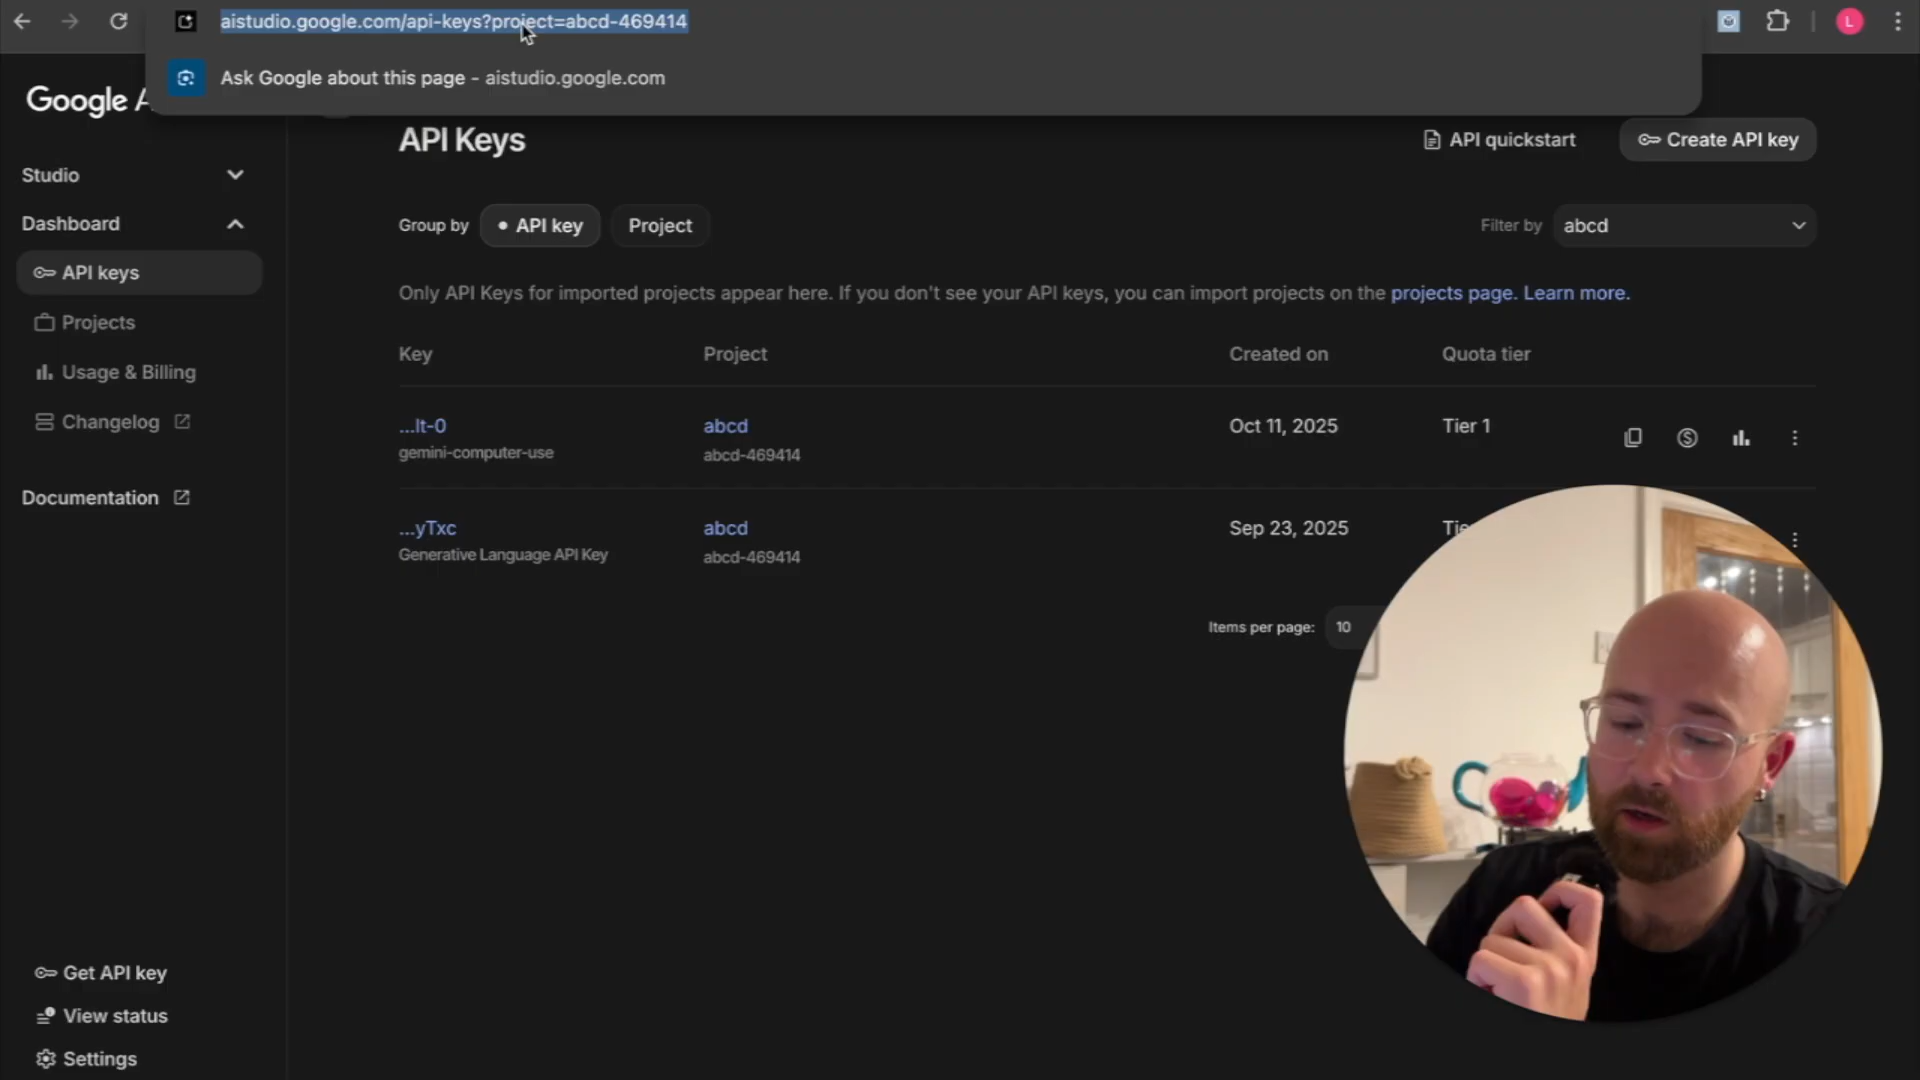 aistudio.google.com/api-keys?project=abcd-469414
Ask Google about this page - aistudio.google.com
L
Google
API Keys
API quickstart
Create API key
Studio
Dashboard
API keys
Projects
Usage & Billing
Changelog
Documentation
Get API key
View status
Settings
Group by
API key
Project
Filter by
abcd
Only API Keys for imported projects appear here. If you don't see your API keys, you can import projects on the projects page. Learn more.
Key Project Created on Quota tier
...lt-0 abcd Oct 11, 2025 Tier 1
gemini-computer-use abcd-469414
...yTxc abcd Sep 23, 2025
Generative Language API Key abcd-469414
Items per page: 10